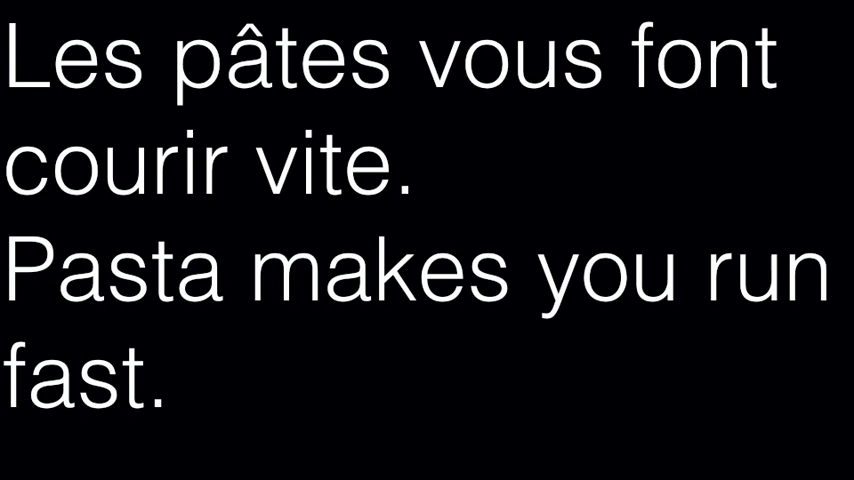 Les pâtes vous font
courir vite.
Pasta makes you run
fast.